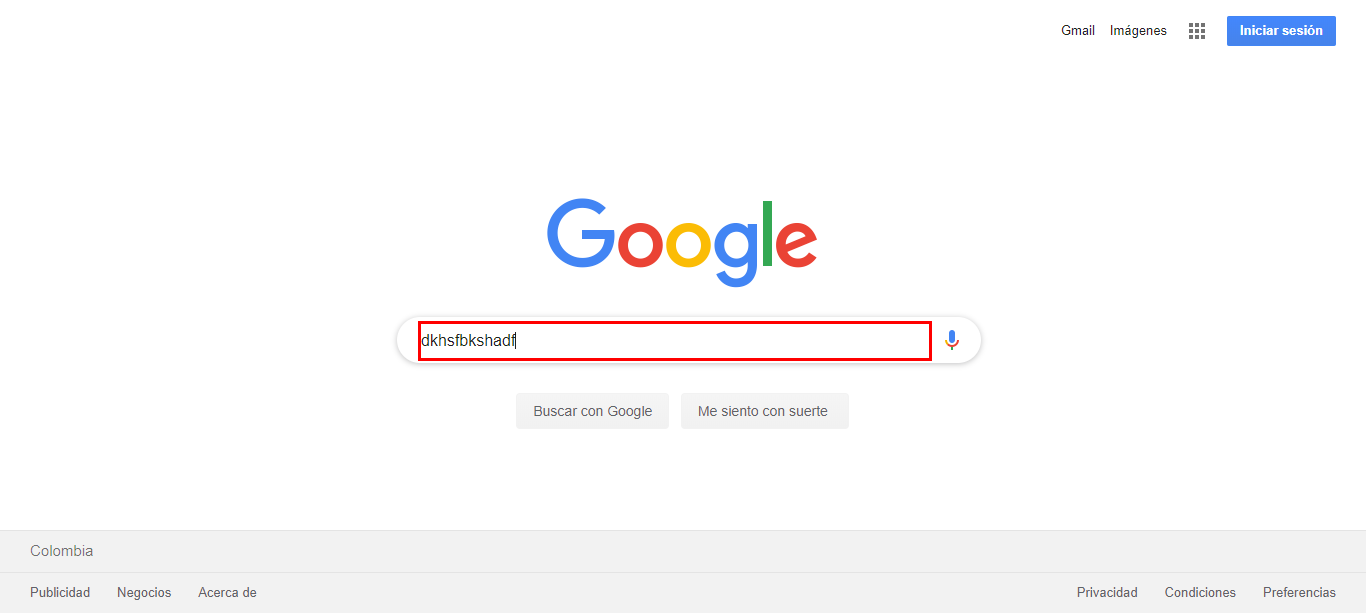 Gmail Imágenes Iniciar sesión
Google
dkhsfbkshadf
Buscar con Google Me siento con suerte
Colombia
Publicidad Negocios Acerca de Privacidad Condiciones Preferencias